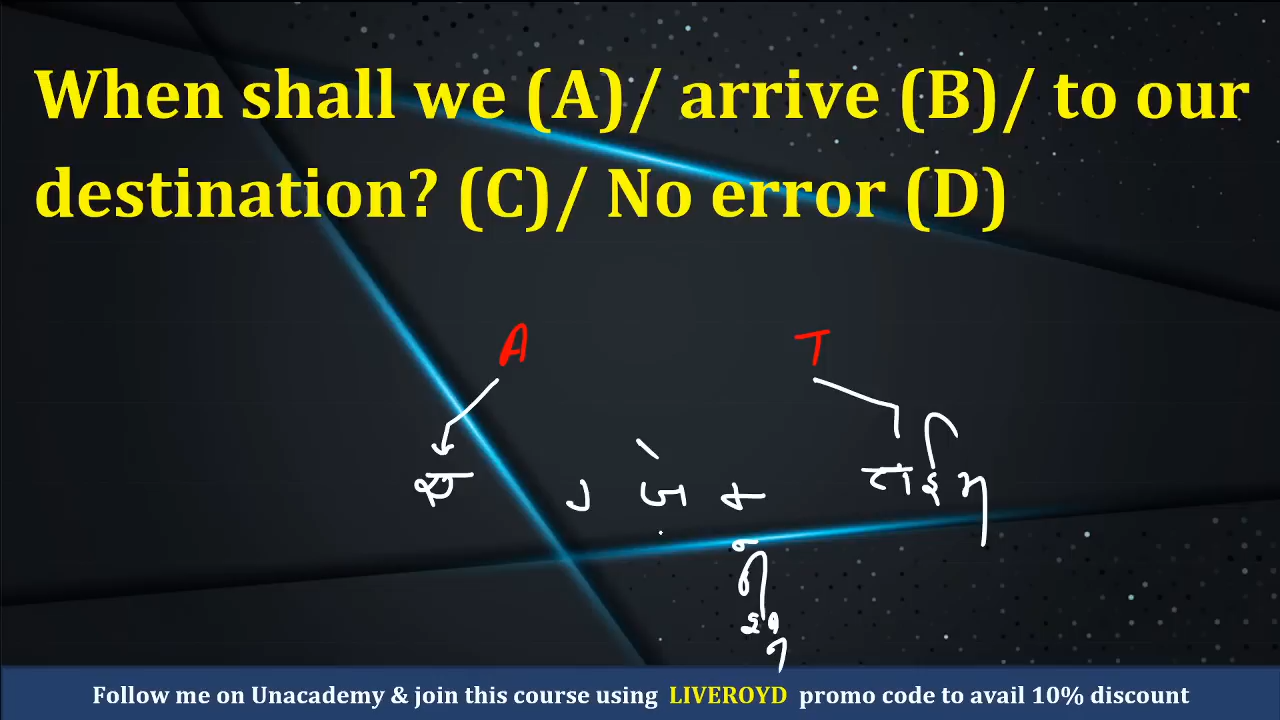 When shall we (A)/ arrive (B)/ to our
destination? (C)/ No error (D)
A T
टाईम
Follow me on Unacademy & join this course using LIVEROYD promo code to avail 10% discount